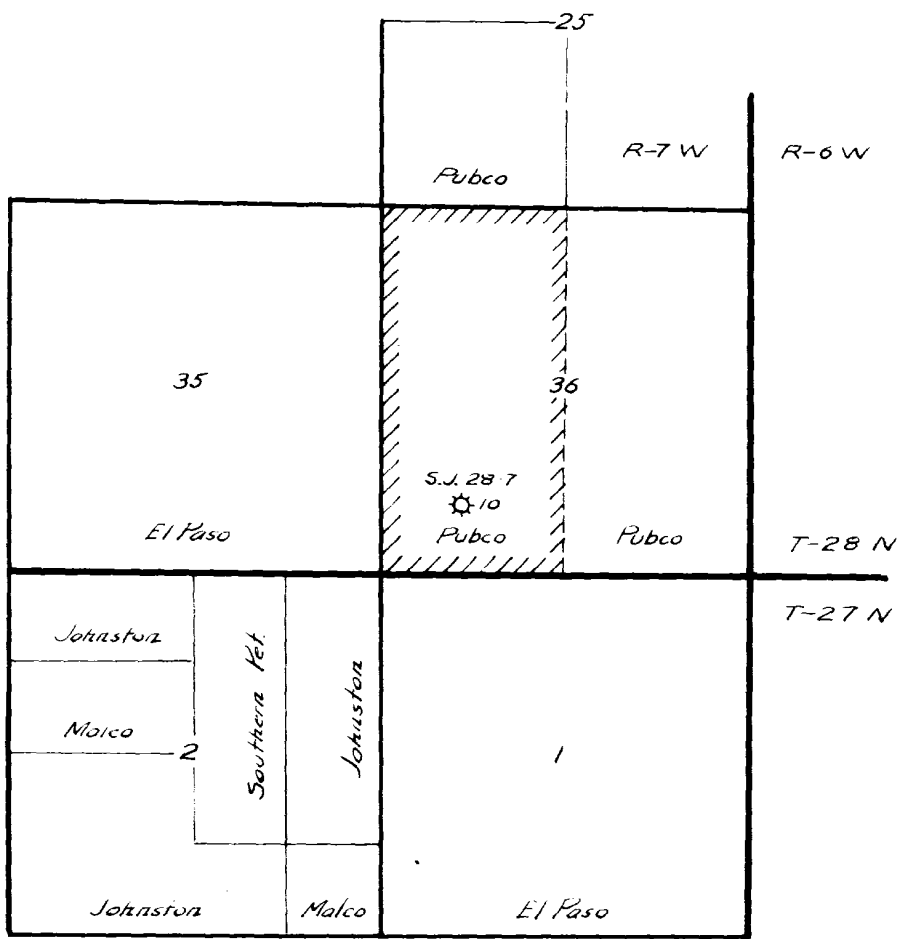 25
R-7 W
R-6 W
Pubco
35
36
S.J. 28-7
10
El Paso
Pubco
Pubco
T-28 N
T-27 N
Johnston
Southern Pet.
Johnston
Malco
2
1
Johnston
Malco
El Paso